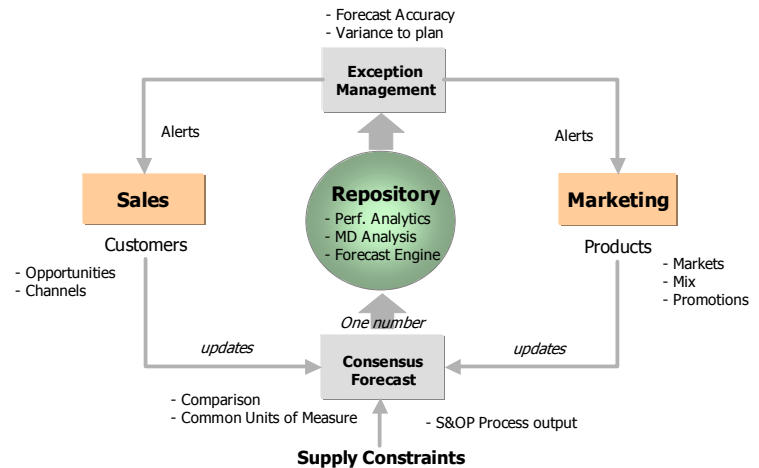 - Forecast Accuracy
- Variance to plan
Exception
Management
Alerts
Alerts
Sales
Repository
- Perf. Analytics
- MD Analysis
- Forecast Engine
Marketing
Customers
- Opportunities
- Channels
Products
- Markets
- Mix
- Promotions
One number
updates
updates
Consensus
Forecast
- Comparison
- Common Units of Measure
- S&OP Process output
Supply Constraints